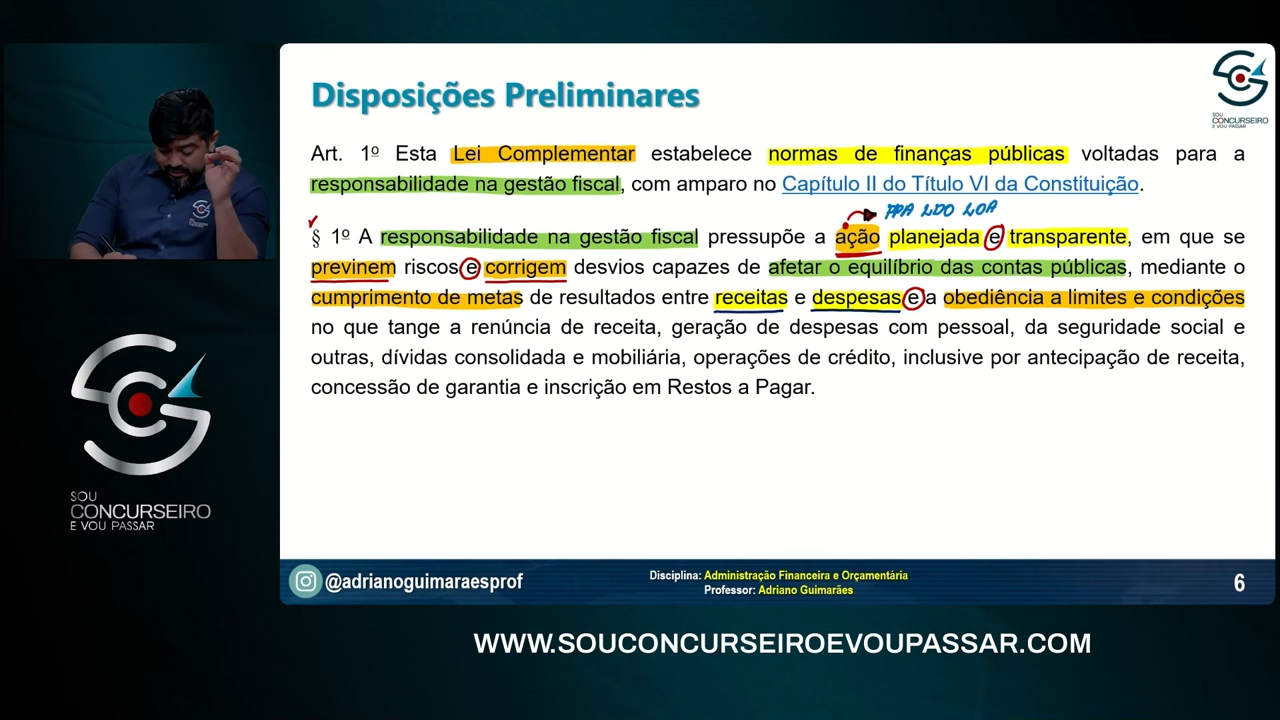 Disposições Preliminares
SOU
CONCURSEIRO
E VOU PASSAR
Art. 1º Esta Lei Complementar estabelece normas de finanças públicas voltadas para a
responsabilidade na gestão fiscal, com amparo no Capítulo II do Título VI da Constituição.
PPA LDO LOA
§ 1º A responsabilidade na gestão fiscal pressupõe a ação planejada e transparente, em que se
previnem riscos e corrigem desvios capazes de afetar o equilíbrio das contas públicas, mediante o
cumprimento de metas de resultados entre receitas e despesas e a obediência a limites e condições
no que tange a renúncia de receita, geração de despesas com pessoal, da seguridade social e
outras, dívidas consolidada e mobiliária, operações de crédito, inclusive por antecipação de receita,
concessão de garantia e inscrição em Restos a Pagar.
SOU
CONCURSEIRO
E VOU PASSAR
@adrianoguimaraesprof
Disciplina: Administração Financeira e Orçamentária
Professor: Adriano Guimarães
6
WWW.SOUCONCURSEIROEVOUPASSAR.COM